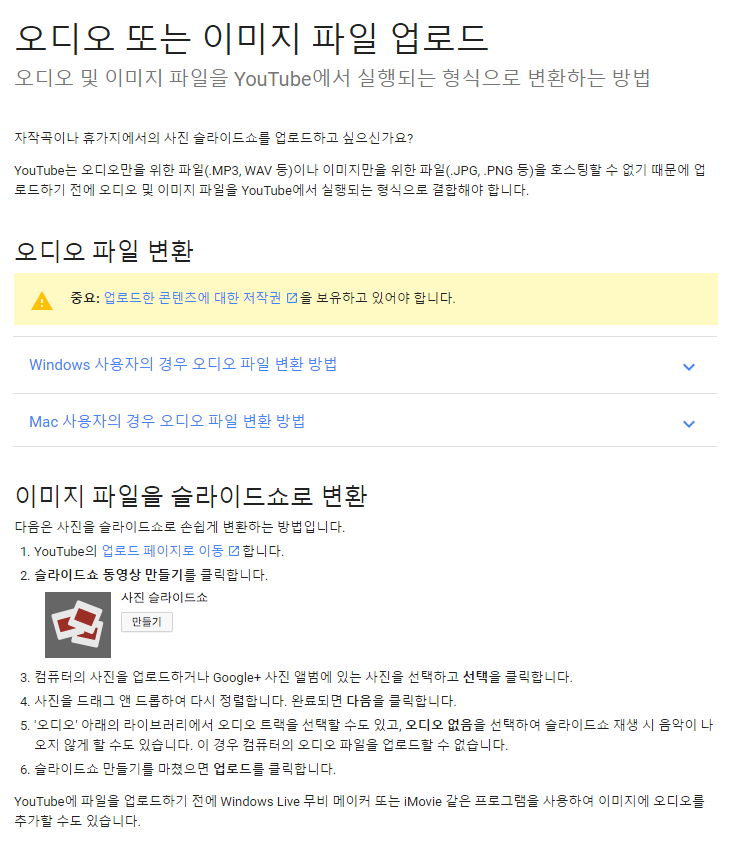 오디오 또는 이미지 파일 업로드
오디오 및 이미지 파일을 YouTube에서 실행되는 형식으로 변환하는 방법
자작곡이나 휴가지에서의 사진 슬라이드쇼를 업로드하고 싶으신가요?
YouTube는 오디오만을 위한 파일(.MP3, WAV 등)이나 이미지만을 위한 파일(.JPG, .PNG 등)을 호스팅할 수 없기 때문에 업
로드하기 전에 오디오 및 이미지 파일을 YouTube에서 실행되는 형식으로 결합해야 합니다.
오디오 파일 변환
중요: 업로드한 콘텐츠에 대한 저작권 을 보유하고 있어야 합니다.
Windows 사용자의 경우 오디오 파일 변환 방법
Mac 사용자의 경우 오디오 파일 변환 방법
이미지 파일을 슬라이드쇼로 변환
다음은 사진을 슬라이드쇼로 손쉽게 변환하는 방법입니다.
1. YouTube의 업로드 페이지로 이동 합니다.
2. 슬라이드쇼 동영상 만들기를 클릭합니다.
사진 슬라이드쇼
만들기
3. 컴퓨터의 사진을 업로드하거나 Google+ 사진 앨범에 있는 사진을 선택하고 선택을 클릭합니다.
4. 사진을 드래그 앤 드롭하여 다시 정렬합니다. 완료되면 다음을 클릭합니다.
5. '오디오' 아래의 라이브러리에서 오디오 트랙을 선택할 수도 있고, 오디오 없음을 선택하여 슬라이드쇼 재생 시 음악이 나
오지 않게 할 수도 있습니다. 이 경우 컴퓨터의 오디오 파일을 업로드할 수 없습니다.
6. 슬라이드쇼 만들기를 마쳤으면 업로드를 클릭합니다.
YouTube에 파일을 업로드하기 전에 Windows Live 무비 메이커 또는 iMovie 같은 프로그램을 사용하여 이미지에 오디오를
추가할 수도 있습니다.